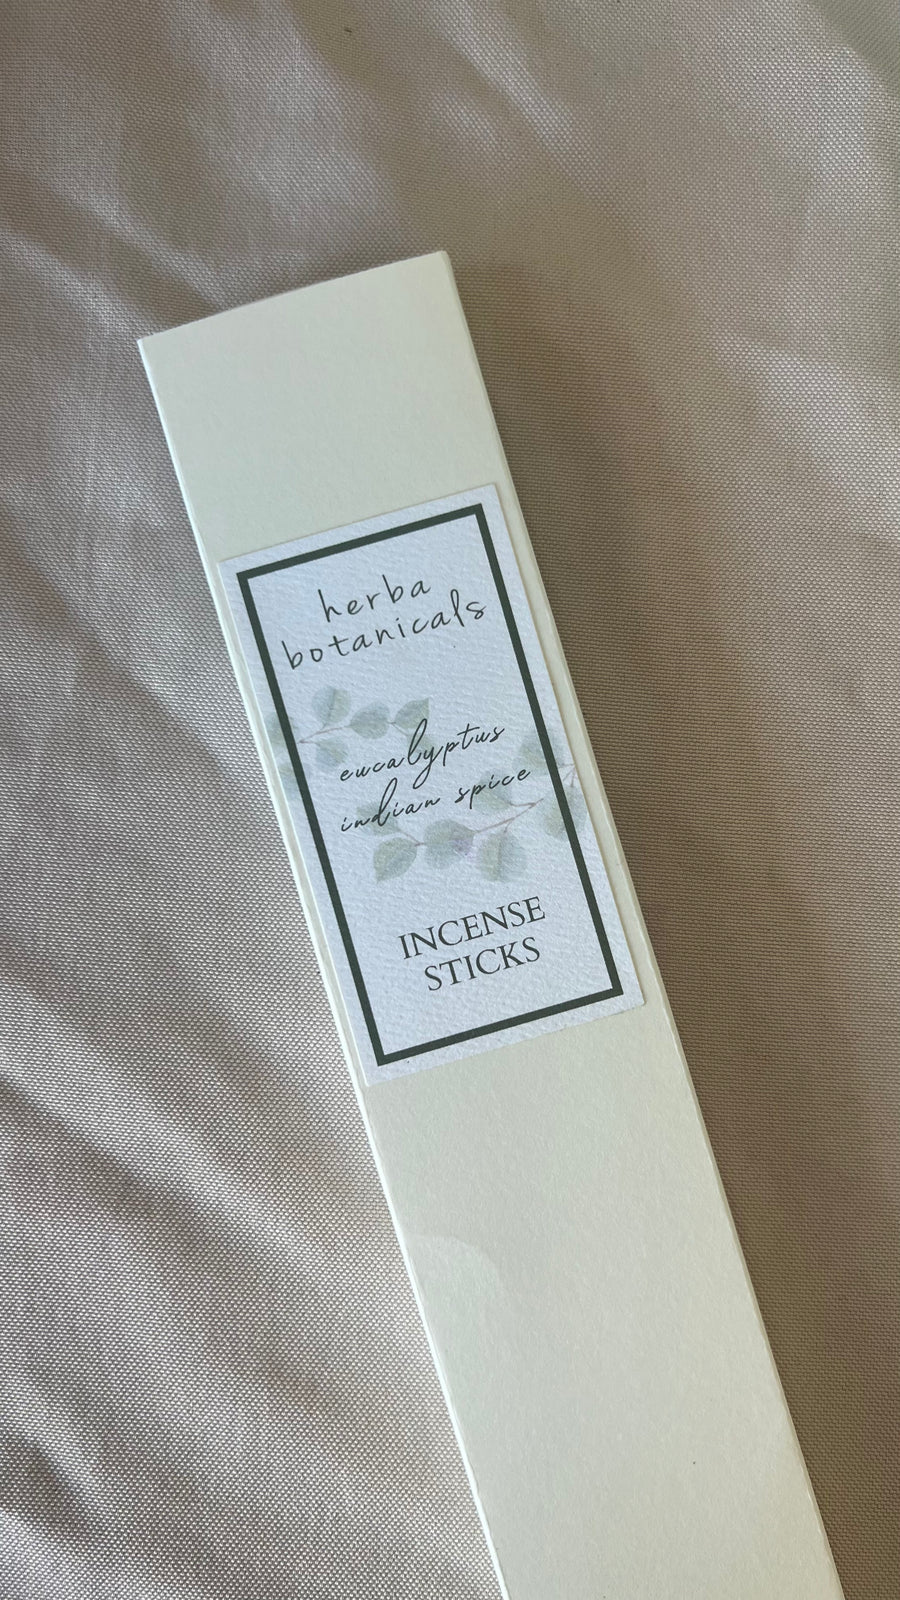 herba
botanicals
eucalyptus
indian spice
INCENSE
STICKS